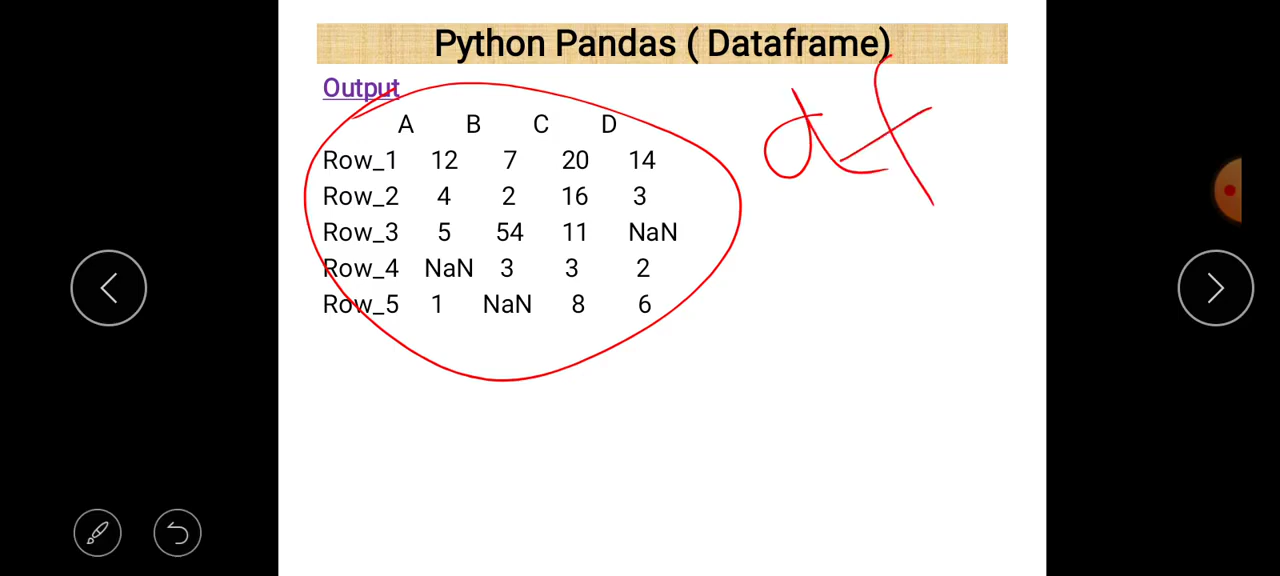 Python Pandas ( Dataframe)
Output
A B C D
Row_1 12 7 20 14
Row_2 4 2 16 3
Row_3 5 54 11 NaN
Row_4 NaN 3 3 2
Row_5 1 NaN 8 6
df